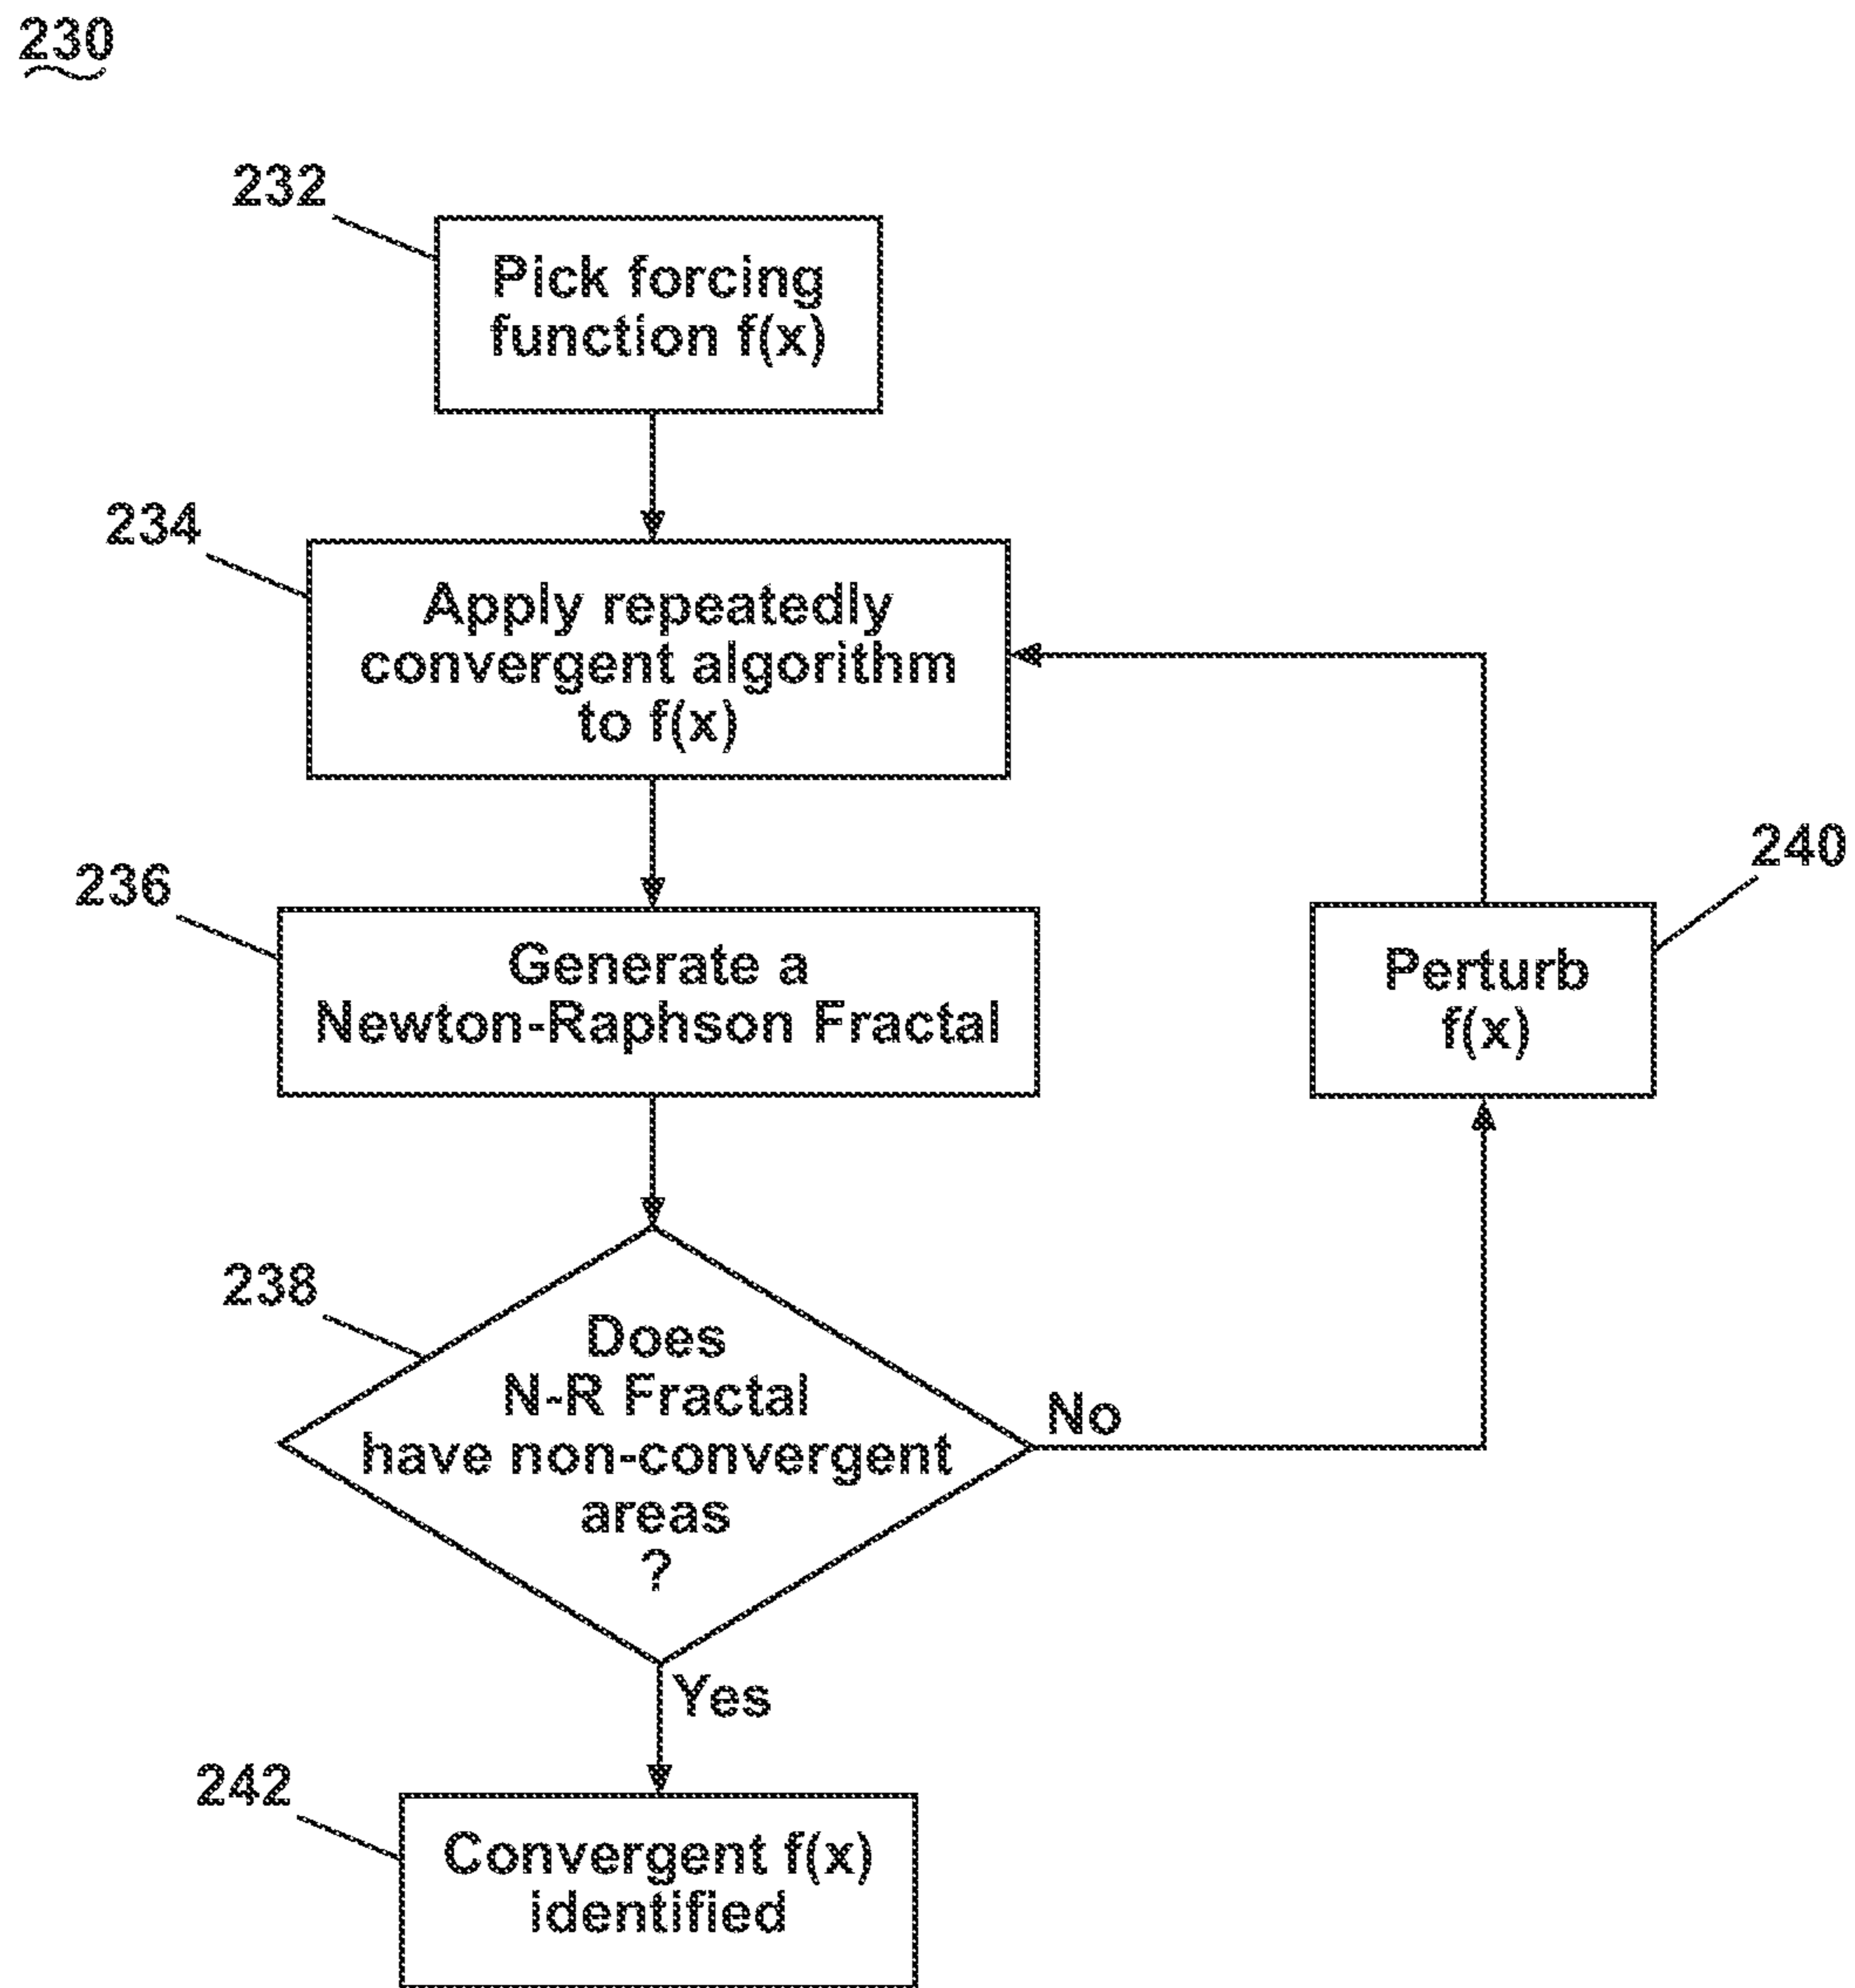 230
232
Pick forcing
function f(x)
234
Apply repeatedly
convergent algorithm
to f(x)
236
Generate a
Newton-Raphson Fractal
240
Perturb
f(x)
238
Does
N-R Fractal
have non-convergent
areas
?
No
Yes
242
Convergent f(x)
identified